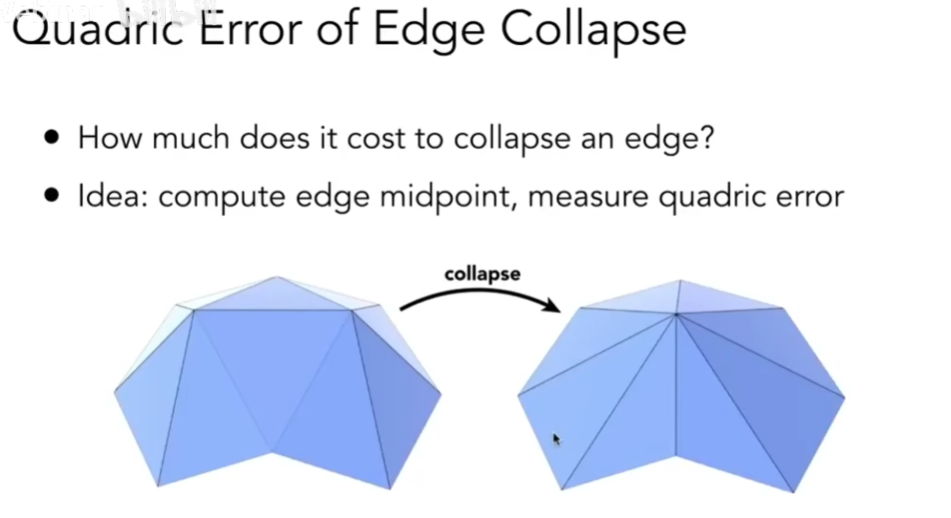 Quadric Error of Edge Collapse
● How much does it cost to collapse an edge?
● Idea: compute edge midpoint, measure quadric error
collapse